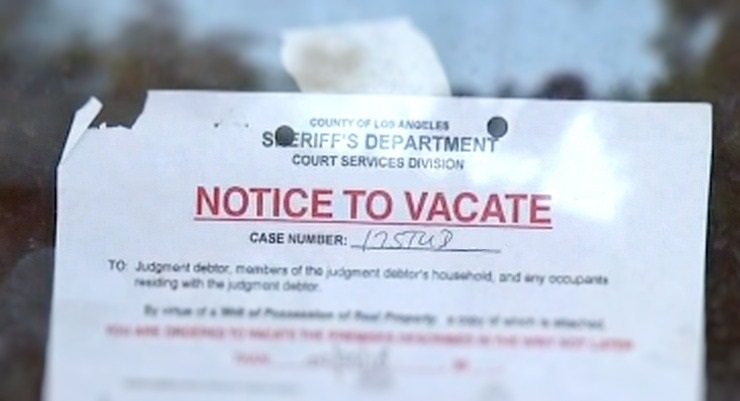 COUNTY OF LOS ANGELES
SHERIFF'S DEPARTMENT
COURT SERVICES DIVISION
NOTICE TO VACATE
CASE NUMBER:
TO: Judgment debtor, members of the judgment debtor's household, and any occupants
residing with the judgment debtor.
By virtue of a Writ of Possession of Real Property, a copy of which is attached,
YOU ARE ORDERED TO VACATE THE PREMISES DESCRIBED IN THE WRIT NOT LATER
THAN